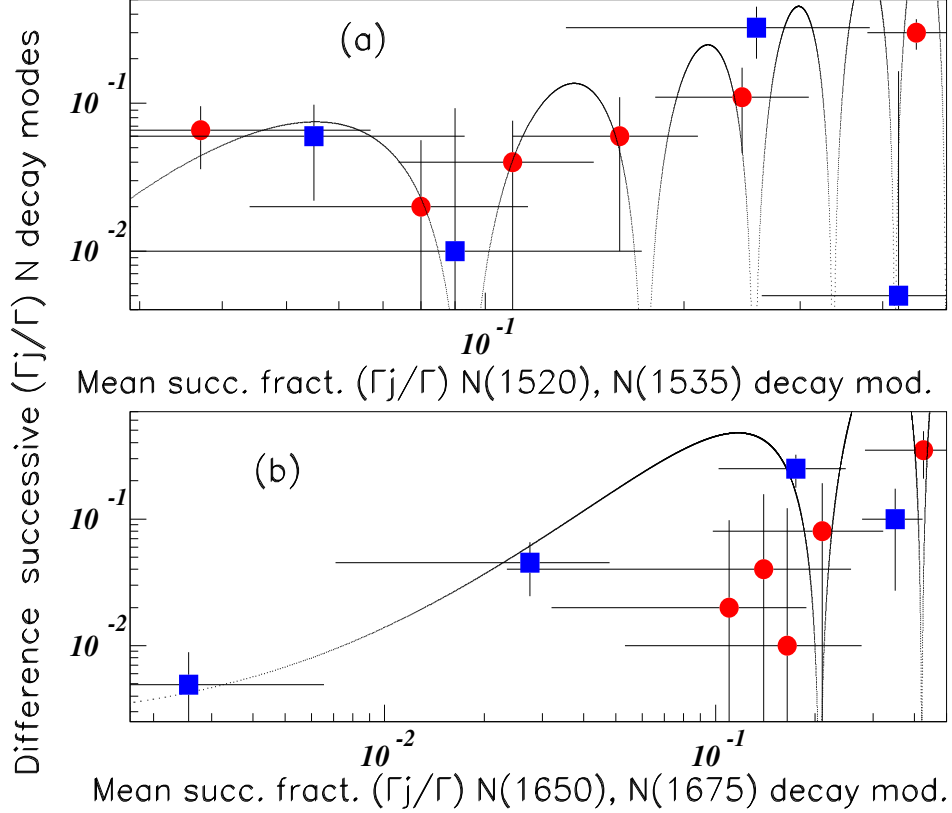 Difference successive (Γj/Γ) N decay modes
(a)
10 -1
10 -2
10 -1
Mean succ. fract. (Γj/Γ) N(1520), N(1535) decay mod.
(b)
10 -1
10 -2
10 -2
10 -1
Mean succ. fract. (Γj/Γ) N(1650), N(1675) decay mod.